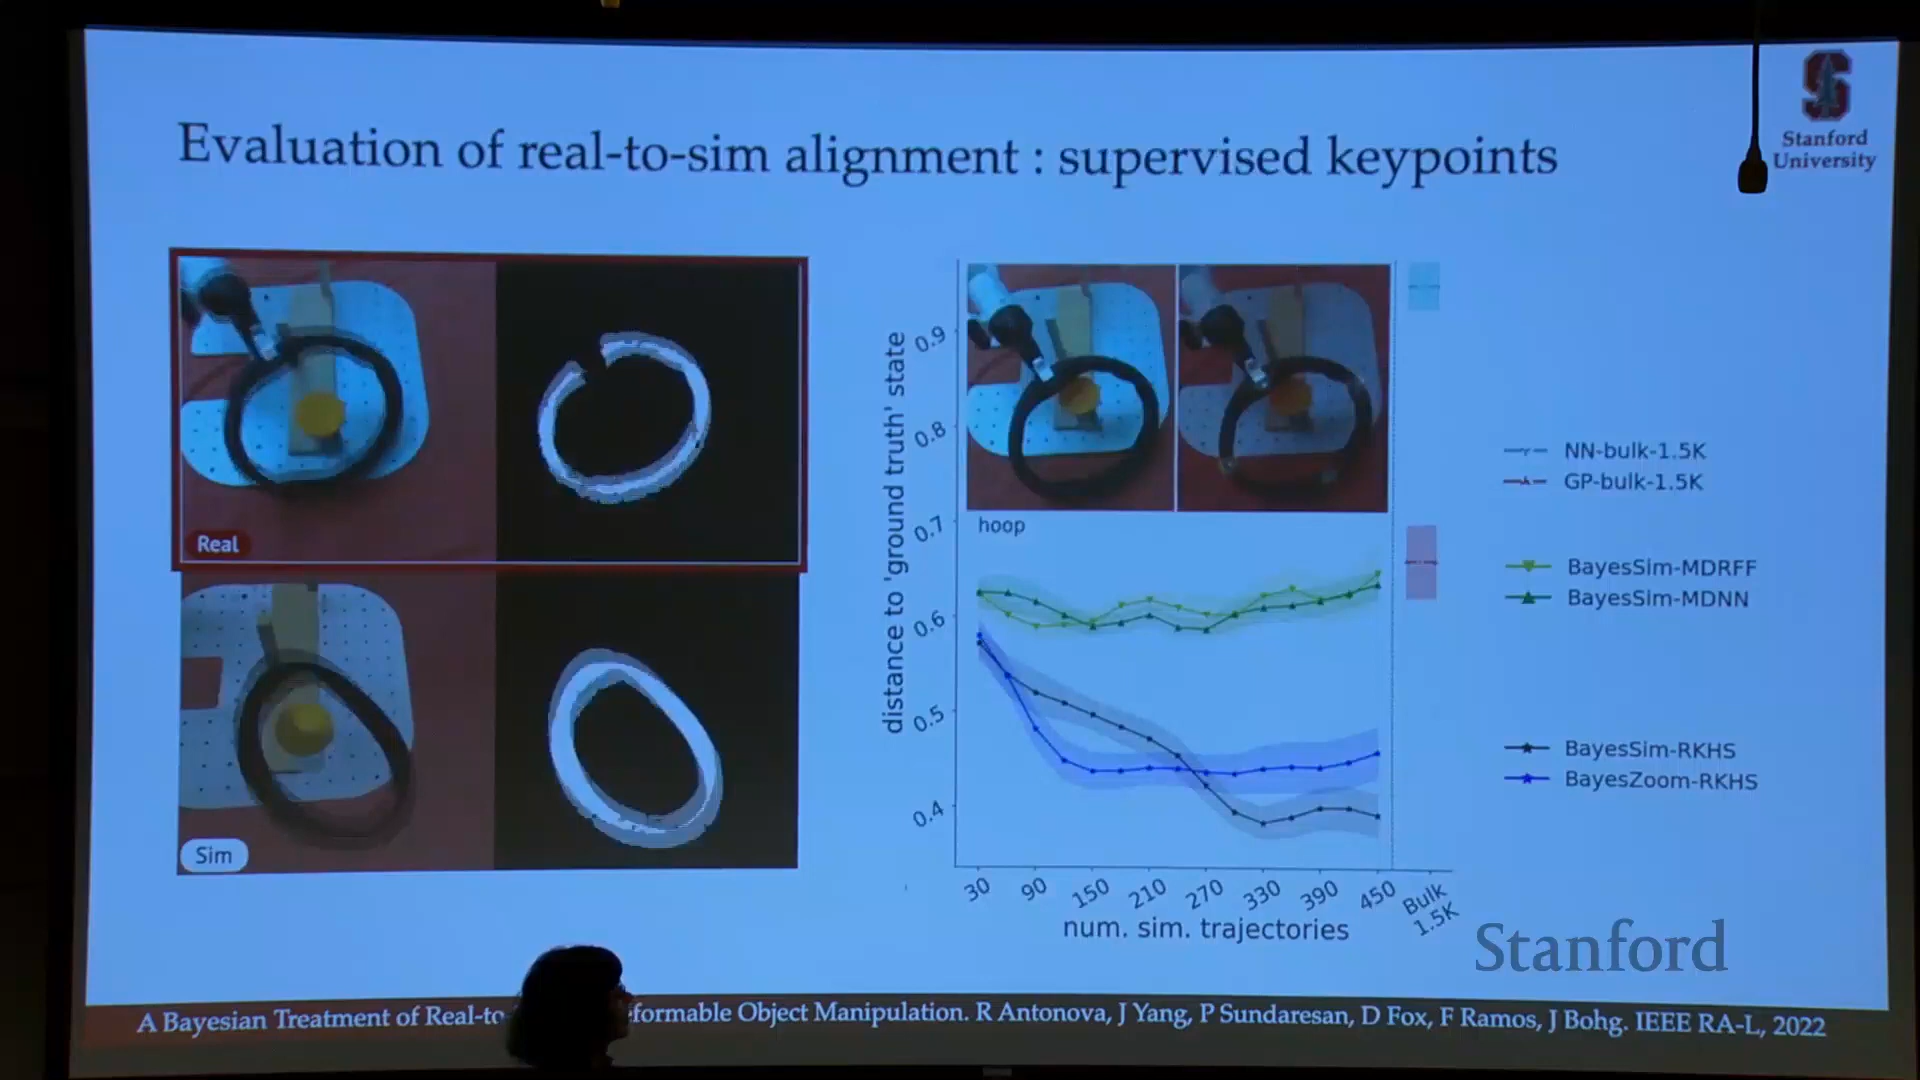 Evaluation of real-to-sim alignment : supervised keypoints
Stanford
University
Real
Sim
distance to 'ground truth' state
0.9
0.8
0.7
0.6
0.5
0.4
hoop
30
90
150
210
270
330
390
450
Bulk
1.5K
num. sim. trajectories
NN-bulk-1.5K
GP-bulk-1.5K
BayesSim-MDRFF
BayesSim-MDNN
BayesSim-RKHS
BayesZoom-RKHS
Stanford
A Bayesian Treatment of Real-to formable Object Manipulation. R Antonova, J Yang, P Sundaresan, D Fox, F Ramos, J Bohg. IEEE RA-L, 2022